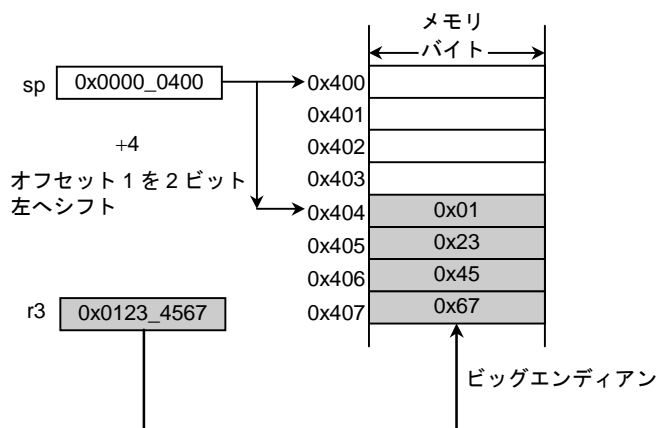 メモリ
バイト
sp
0x0000_0400
0x400
0x401
0x402
0x403
+4
オフセット 1 を 2 ビット
左へシフト
0x404
0x01
0x405
0x23
0x406
0x45
0x407
0x67
r3
0x0123_4567
ビッグエンディアン